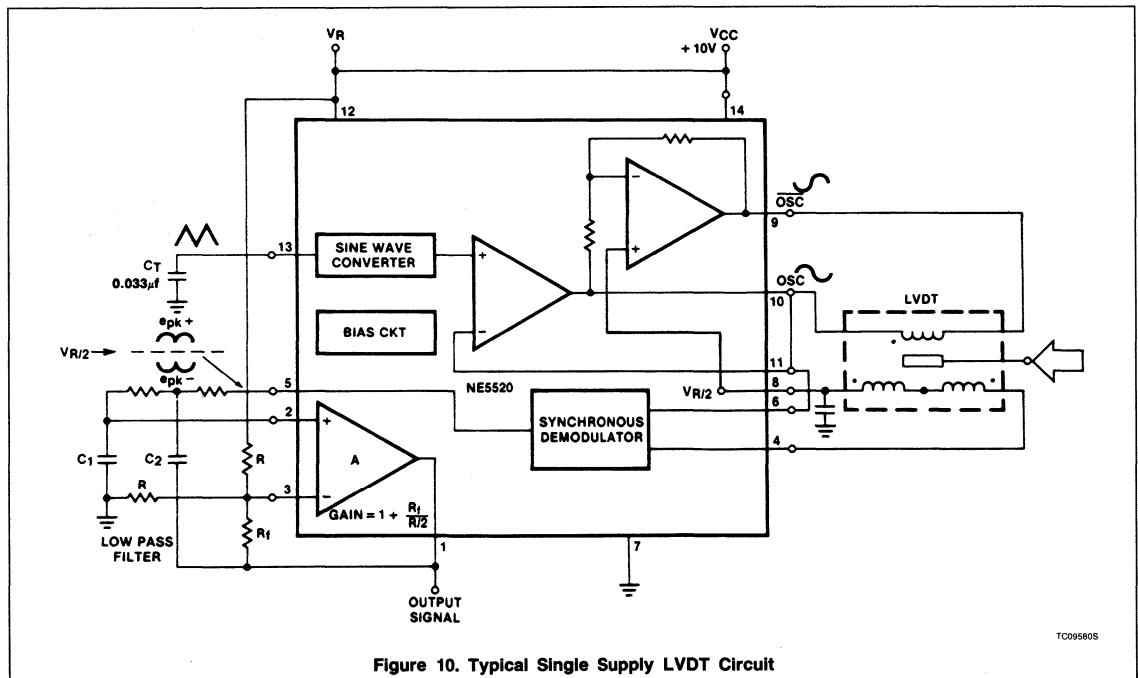 VR
VCC
+ 10V
12
14
OSC
9
SINE WAVE
CONVERTER
13
CT
0.033µf
OSC
10
LVDT
BIAS CKT
epk +
VR/2
epk −
11
NE5520
5
VR/2
8
6
2
SYNCHRONOUS
DEMODULATOR
4
+
−
+
−
+
−
A
C1
C2
R
R
3
GAIN = 1 + Rf
R/2
Rf
LOW PASS
FILTER
1
7
OUTPUT
SIGNAL
TC09580S
Figure 10. Typical Single Supply LVDT Circuit